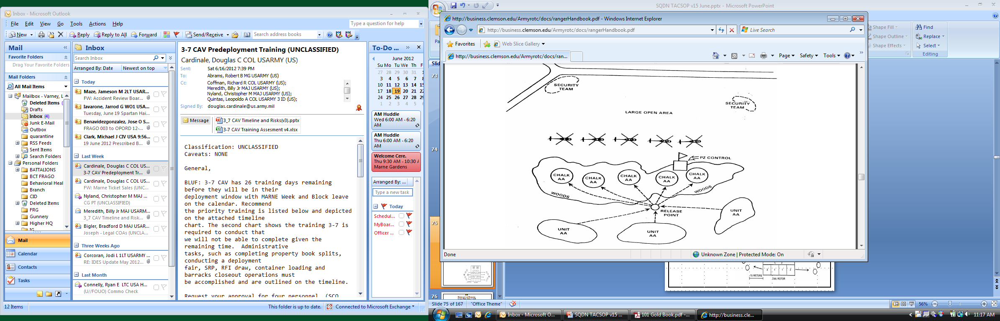 Inbox - Microsoft Outlook
File Edit View Go Tools Actions Help
Type a question for help
New Reply Reply to All Forward Send/Receive Search address books
Mail
Favorite Folders
Drag Your Favorite Folders
Mail Folders
All Mail Items
Mailbox - Varney, L
Deleted Items
Drafts
Inbox (4)
Junk E-Mail
Outbox
quarantine
RSS Feeds
Sent Items
Search Folders
Personal Folders
BATTALIONS
BCT FRAGO
Behavioral Heal
Branch
CID
Deleted Items
FRG
Gunnery
Higher HQ
IG
Mail
Calendar
Contacts
Tasks
12 Items
Inbox
Search Inbox
Arranged By: Date Newest on top
Today
Maze, Jameson M 2LT USAR...
FW: Accident Review Boar...
Iavarone, Jarrod G WO1 USA...
Tuesday, June 19 Spartan Hai...
Benavidezgonzalez, Jose O S...
FRAGO 003 to OPORD 12-...
Clark, Michael J CIV USA 9:56...
19 June 2012 Prescribed B...
Last Week
Cardinale, Douglas C COL US...
3-7 CAV Predeployment Tr...
Cardinale, Douglas C COL US...
FW: Marne Ticket Sales (UNC...
Nyland, Christopher M MAJ ...
CG PT (UNCLASSIFIED)
Meredith, Billy Jr MAJ USARM...
3_7 CAV Timeline and Risk...
Bigler, Bradford D MAJ USAR...
Joseph - Legal COAs (UNCLA...
Three Weeks Ago
Corcoran, Jodi L 1LT USARMY ...
RE: IDES Update May 2012...
Last Month
Connelly, Ryan E LTC USA H...
(U//FOUO) Commo Check
3-7 CAV Predeployment Training (UNCLASSIFIED)
Cardinale, Douglas C COL USARMY (US)
Sent: Sat 6/16/2012 7:39 PM
To: Abrams, Robert B MG USARMY (US)
Cc: Coffman, Richard R COL USARMY (US);
Meredith, Billy Jr MAJ USARMY (US);
Nyland, Christopher M MAJ USARMY (US);
Quintas, Leopoldo A COL USARMY 3 ID (US);
Signed By: douglas.cardinale@us.army.mil
Message 3_7 CAV Timeline and Risks(v3).pptx
3-7 CAV Training Assesment v4.xlsx
Classification: UNCLASSIFIED
Caveats: NONE
General,
BLUF: 3-7 CAV has 26 training days remaining
before they will be in their
deployment window with MARNE Week and Block leave
on the calendar. Recommend
the priority training is listed below and depicted
on the attached timeline
chart. The second chart shows the training 3-7 is
required to conduct that
we will not be able to complete given the
remaining time. Administrative
tasks, such as completing property book splits,
conducting a deployment
fair, SRP, RFI draw, container loading and
barracks closeout operations must
be accomplished and are outlined on the timeline.
Request your approval for four personnel (SCO
This folder is up to date. Connected to Microsoft Exchange
To-Do ...
June 2012
Su Mo Tu We Th F
27 28 29 30 31 1
3 4 5 6 7 8
10 11 12 13 14 15
17 18 19 20 21 22
24 25 26 27 28 29
1 2 3 4 5 6
AM Huddle
Wed 6:00 AM - 6:20
AM
AM Huddle
Thu 6:00 AM - 6:20
AM
Welcome Cere.
Thu 9:30 AM - 10:30 A
Marne Gardens
Arranged By: ...
Type a new task
Today
Schedul...
MyBoar...
Officer ...
SQDN TACSOP v15 June.pptx - Microsoft PowerPoint
Pa
Shape Fill
Shape Outline
Shape Effects
Find
Replace
Select
Editing
Slid
73
74
75
76
http://business.clemson.edu/Armyrotc/docs/rangerHandbook.pdf - Windows Internet Explorer
http://business.clemson.edu/Armyrotc/docs/rangerHandbook.pdf
Live Search
Favorites Web Slice Gallery
http://business.clemson.edu/Armyrotc/docs/ran...
Page Safety Tools
SECURITY
TEAM
SECURITY
TEAM
LARGE OPEN AREA
PZ CONTROL
CHALK
AA
CHALK
AA
CHALK
AA
CHALK
AA
CHALK
AA
WOODS
WOODS
RELEASE
POINT
UNIT
AA
UNIT
AA
UNIT
AA
Done Unknown Zone | Protected Mode: On
15 METERS
TAIL ROTOR
3 1 1 3
Slide 75 of 167 "Office Theme" 56%
Inbox - Microsoft O...
SQDN TACSOP v15 ...
101 Gold Book.pdf -...
http://business.cle...
11:17 AM